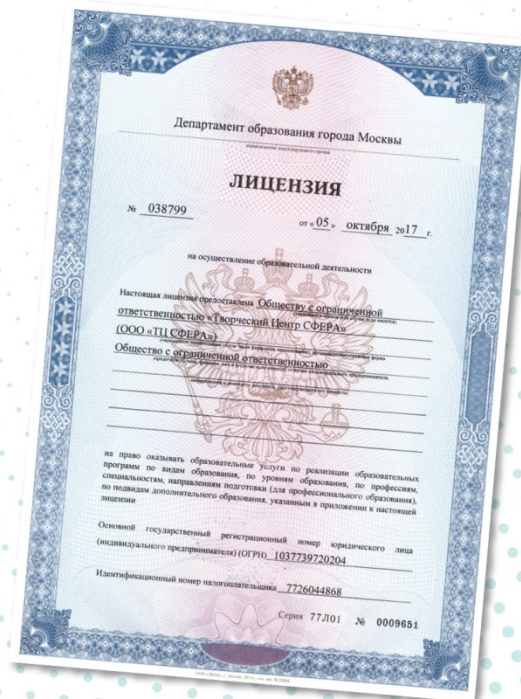 Департамент образования города Москвы
ЛИЦЕНЗИЯ
№ 038799
от « 05 » октября 2017 г.
на осуществление образовательной деятельности
Настоящая лицензия предоставлена Обществу с ограниченной
ответственностью «Творческий Центр СФЕРА»
(ООО «ТЦ СФЕРА»)
Общество с ограниченной ответственностью
на право оказывать образовательные услуги по реализации образовательных
программ по видам образования, по уровням образования, по профессиям,
специальностям, направлениям подготовки (для профессионального образования),
по подвидам дополнительного образования, указанным в приложении к настоящей
лицензии
Основной государственный регистрационный номер юридического лица
(индивидуального предпринимателя) (ОГРН) 1037739720204
Идентификационный номер налогоплательщика 7726044868
Серия 77Л01 № 0009651